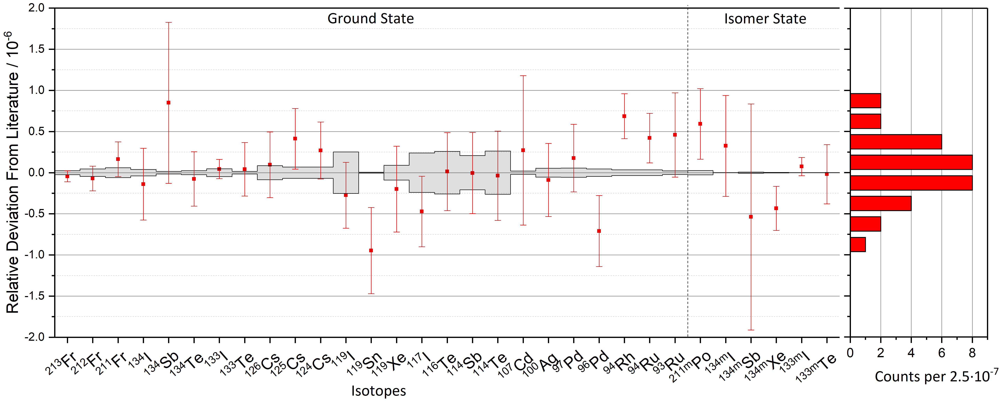 Relative Deviation From Literature / 10⁻⁶
2.0
1.5
1.0
0.5
0.0
-0.5
-1.0
-1.5
-2.0
Ground State
Isomer State
²¹³Fr
²¹²Fr
²¹¹Fr
¹³⁴I
¹³⁴Sb
¹³⁴Te
¹³³I
¹³³Te
¹²⁶Cs
¹²⁵Cs
¹²⁴Cs
¹¹⁹I
¹¹⁹Sn
¹¹⁹Xe
¹¹⁷I
¹¹⁶Te
¹¹⁴Sb
¹¹⁴Te
¹⁰⁷Cd
¹⁰⁰Ag
⁹⁷Pd
⁹⁶Pd
⁹⁴Rh
⁹⁴Ru
⁹³Ru
²¹¹ᵐPo
¹³⁴ᵐI
¹³⁴ᵐSb
¹³⁴ᵐXe
¹³³ᵐI
¹³³ᵐTe
Isotopes
0 2 4 6 8
Counts per 2.5·10⁻⁷